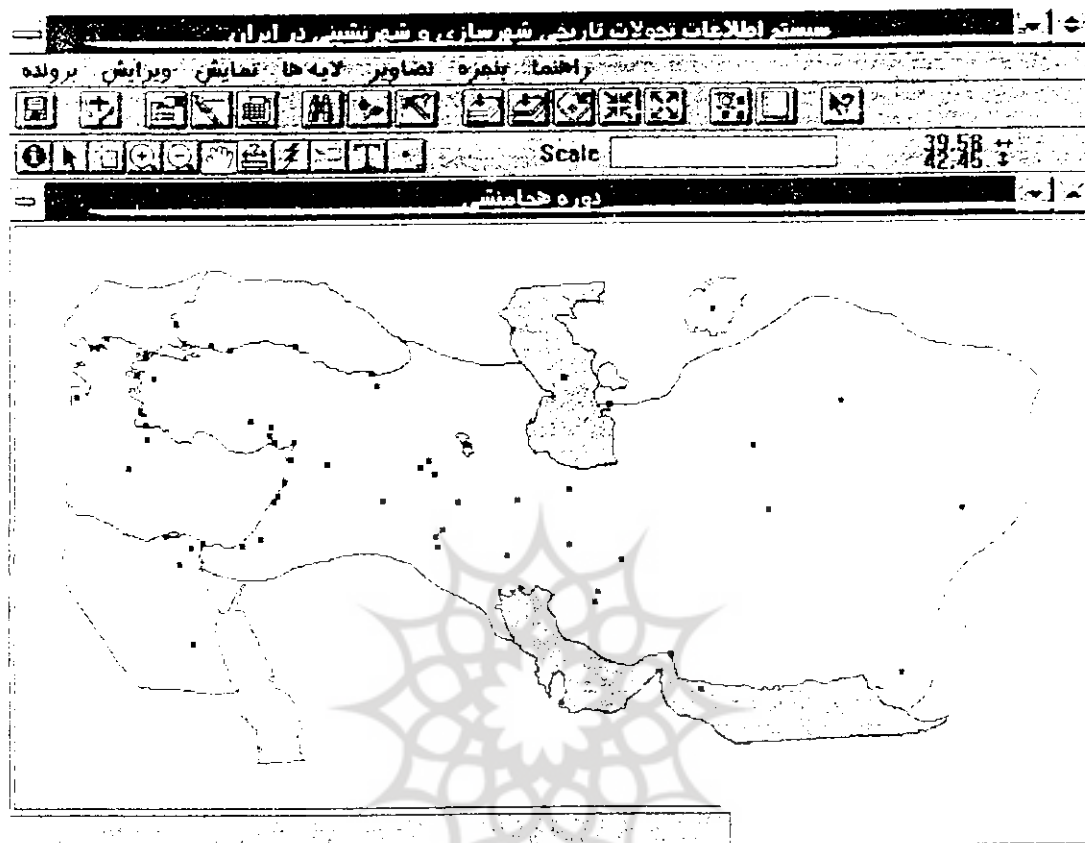 سیستم اطلاعات تحولات تاریخی شهرسازی و شهرنشینی در ایران
پرونده ویرایش نمایش لایه ها تصاویر پنجره راهنما
Scale
39.58
42.45
دوره هخامنشی